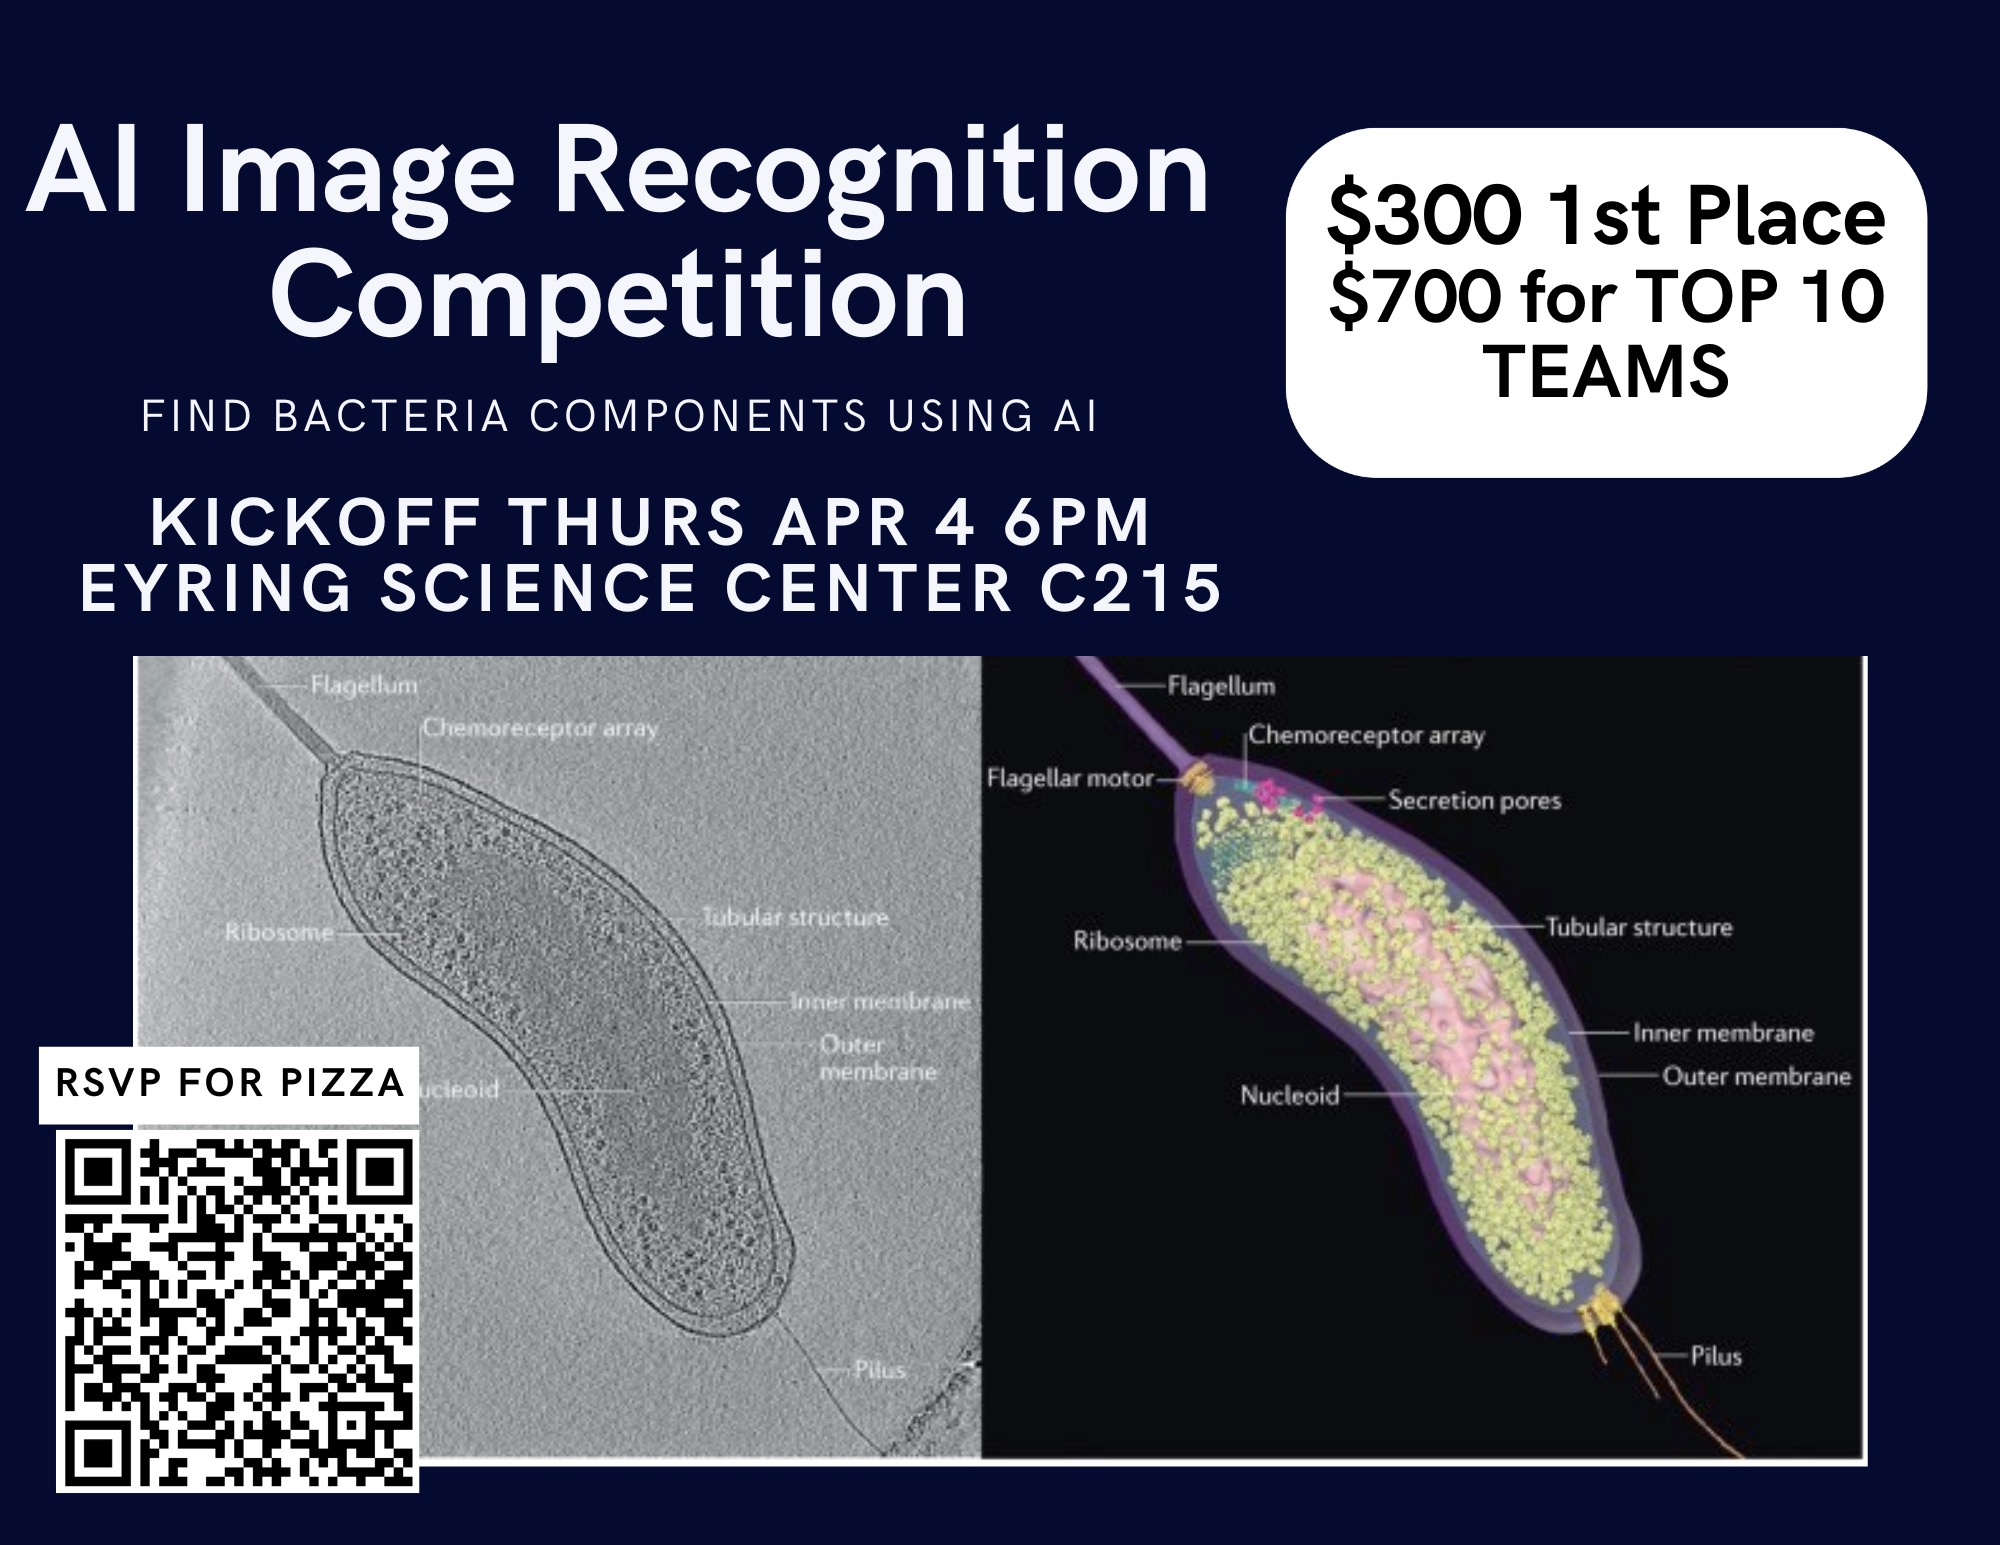 AI Image Recognition
Competition
FIND BACTERIA COMPONENTS USING AI
KICKOFF THURS APR 4 6PM
EYRING SCIENCE CENTER C215
$300 1st Place
$700 for TOP 10
TEAMS
Flagellum
Chemoreceptor array
Ribosome
Tubular structure
Inner membrane
Outer
membrane
ucleoid
Pilus
Flagellum
Chemoreceptor array
Flagellar motor
Secretion pores
Ribosome
Tubular structure
Inner membrane
Outer membrane
Nucleoid
Pilus
RSVP FOR PIZZA